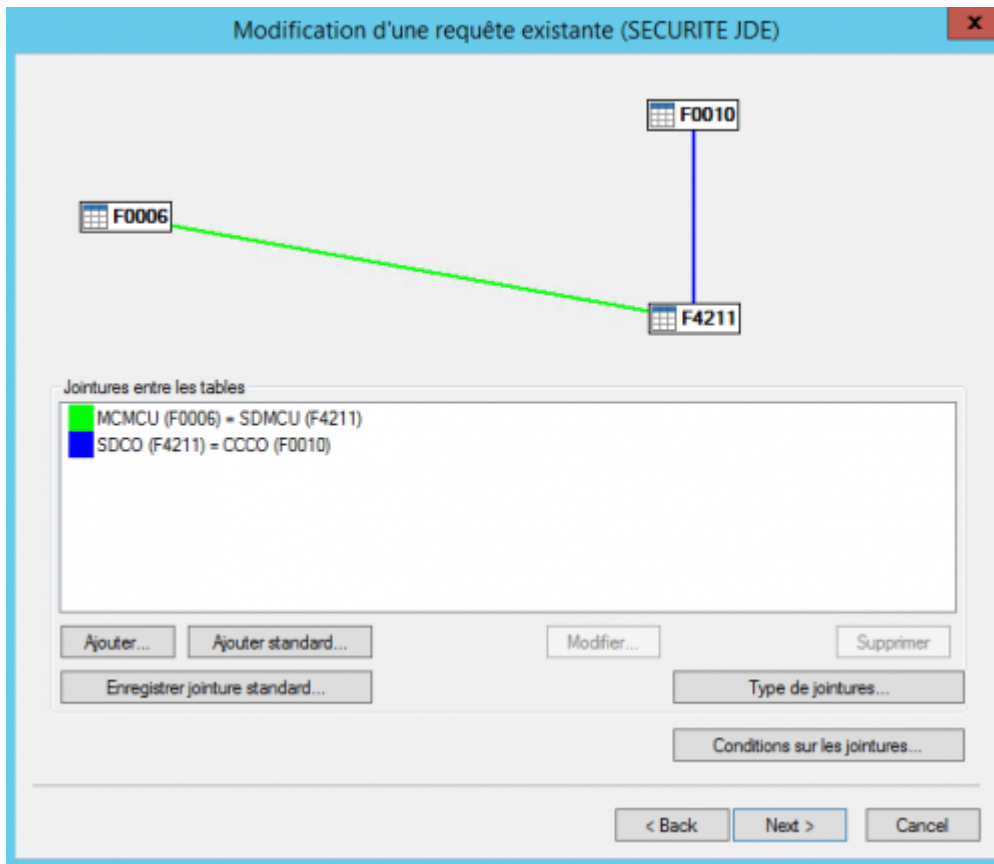 Modification d'une requête existante (SECURITE JDE)
x
F0010
F0006
F4211
Jointures entre les tables
MCMCU (F0006) = SDMCU (F4211)
SDCO (F4211) = CCCO (F0010)
Ajouter... Ajouter standard... Modifier... Supprimer
Enregistrer jointure standard... Type de jointures...
Conditions sur les jointures...
< Back Next > Cancel